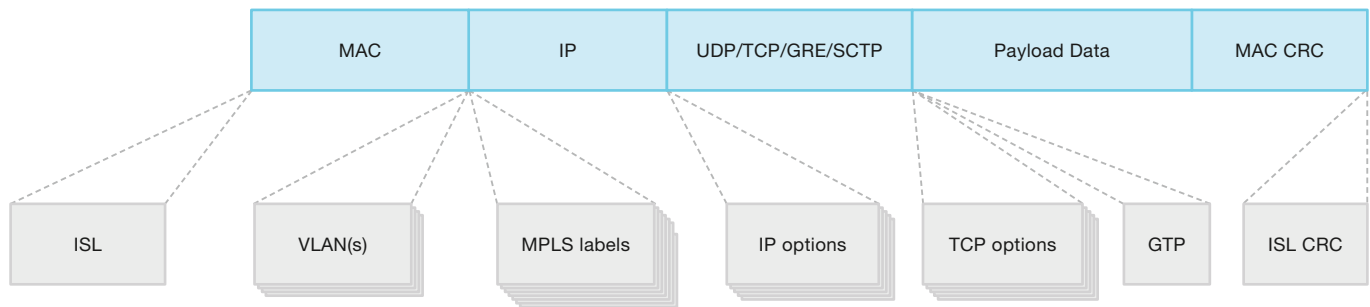 MAC
IP
UDP/TCP/GRE/SCTP
Payload Data
MAC CRC
ISL
VLAN(s)
MPLS labels
IP options
TCP options
GTP
ISL CRC